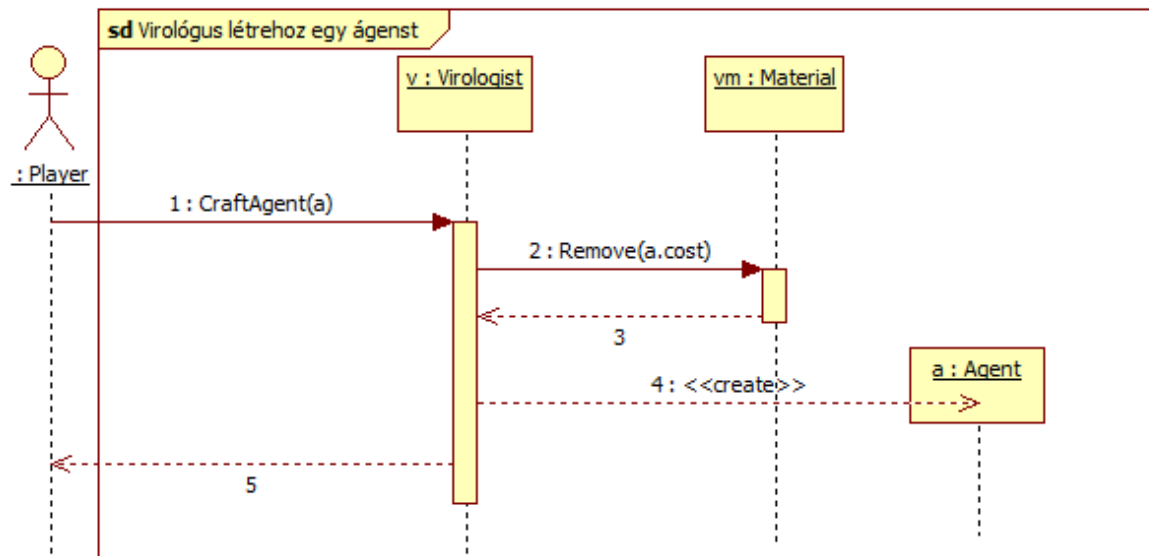 sd Virológus létrehoz egy ágenst
v : Virologist
vm : Material
: Player
1 : CraftAgent(a)
2 : Remove(a.cost)
3
a : Agent
4 : <<create>>
5